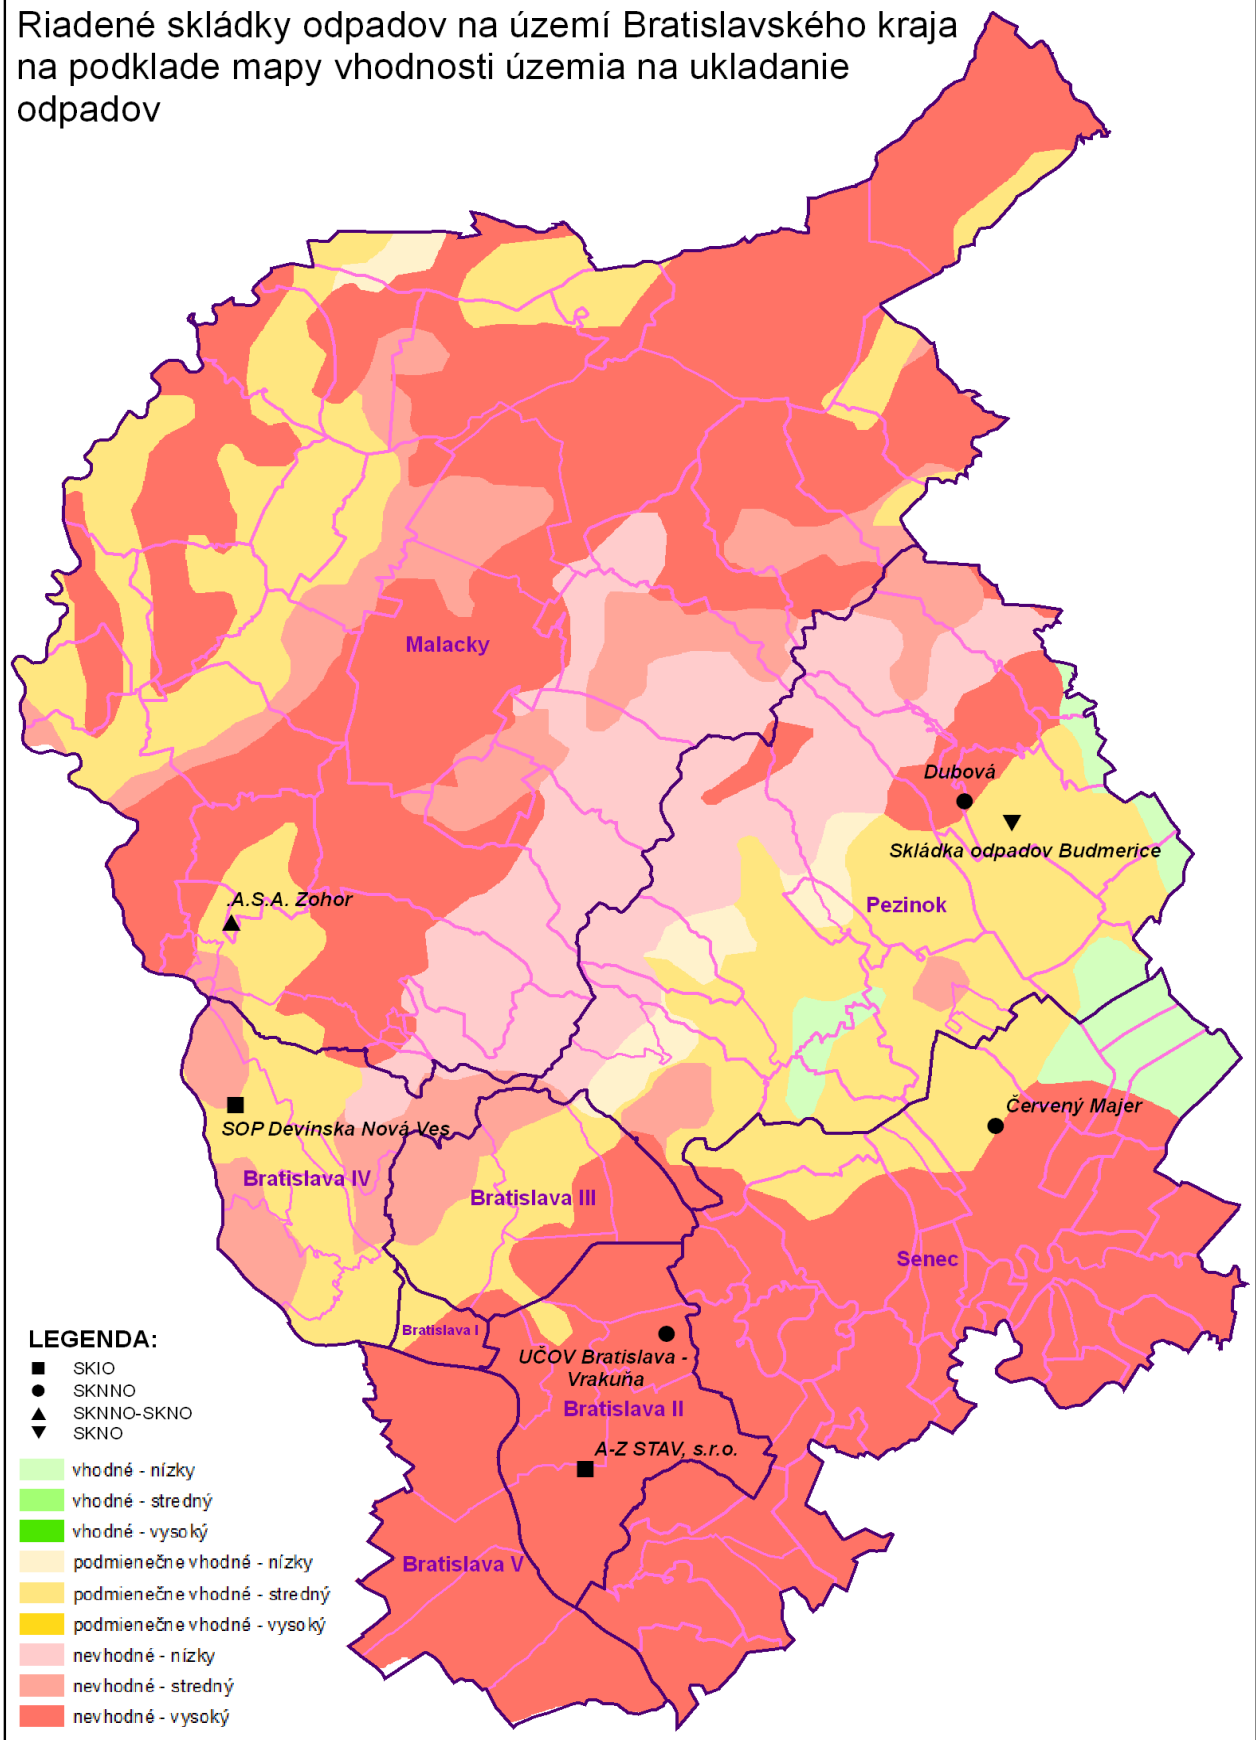 Riadené skládky odpadov na území Bratislavského kraja
na podklade mapy vhodnosti územia na ukladanie
odpadov
Malacky
Dubová
Skládka odpadov Budmerice
Pezinok
.A.S.A. Zohor
Červený Majer
SOP Devínska Nová Ves
Bratislava IV
Bratislava III
Senec
Bratislava I
UČOV Bratislava -
Vrakuňa
Bratislava II
A-Z STAV, s.r.o.
Bratislava V
LEGENDA:
SKIO
SKNNO
SKNNO-SKNO
SKNO
vhodné - nízky
vhodné - stredný
vhodné - vysoký
podmienečne vhodné - nízky
podmienečne vhodné - stredný
podmienečne vhodné - vysoký
nevhodné - nízky
nevhodné - stredný
nevhodné - vysoký